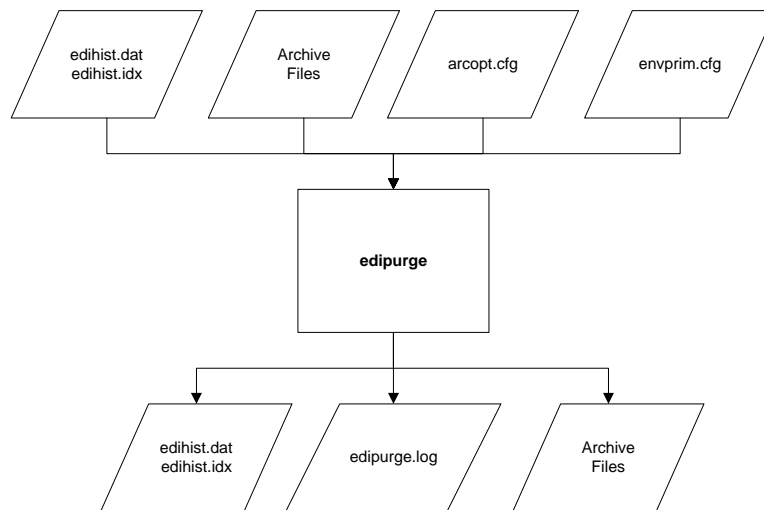 edihist.dat
edihist.idx
Archive
Files
arcopt.cfg
envprim.cfg
edipurge
edihist.dat
edihist.idx
edipurge.log
Archive
Files